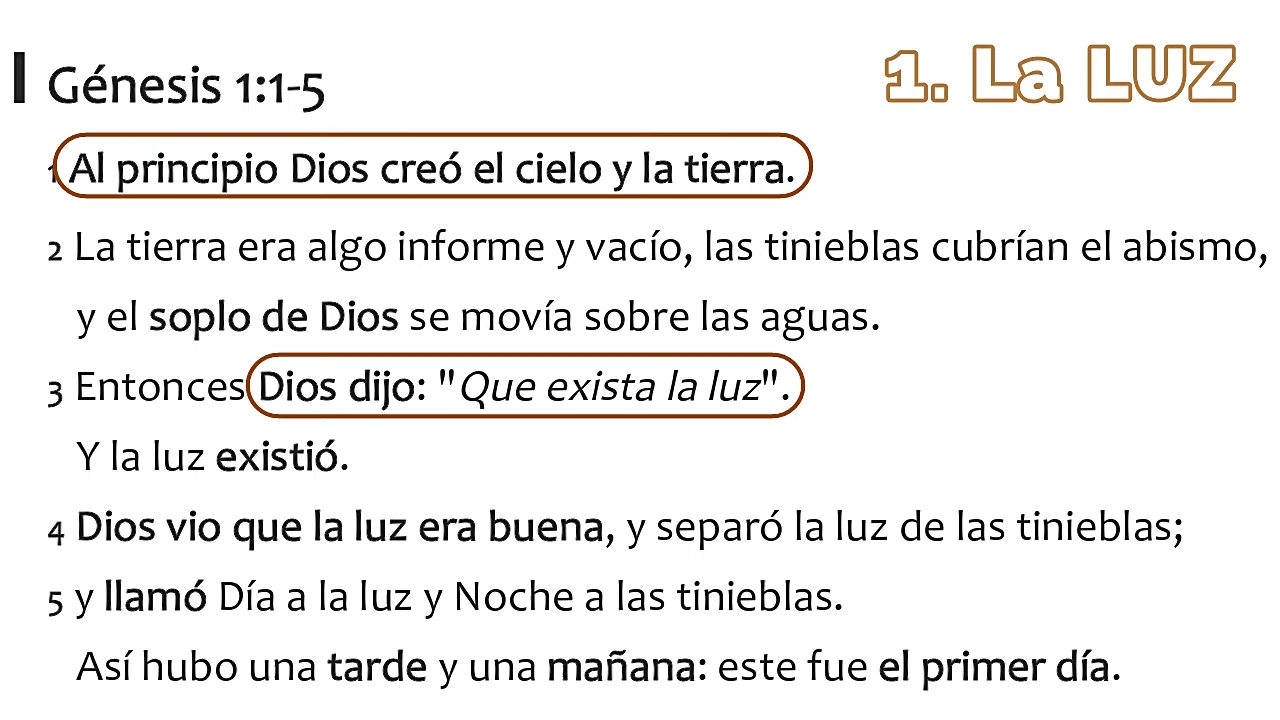 Génesis 1:1-5
1. La LUZ
1 Al principio Dios creó el cielo y la tierra.
2 La tierra era algo informe y vacío, las tinieblas cubrían el abismo,
y el soplo de Dios se movía sobre las aguas.
3 Entonces Dios dijo: "Que exista la luz".
Y la luz existió.
4 Dios vio que la luz era buena, y separó la luz de las tinieblas;
5 y llamó Día a la luz y Noche a las tinieblas.
Así hubo una tarde y una mañana: este fue el primer día.